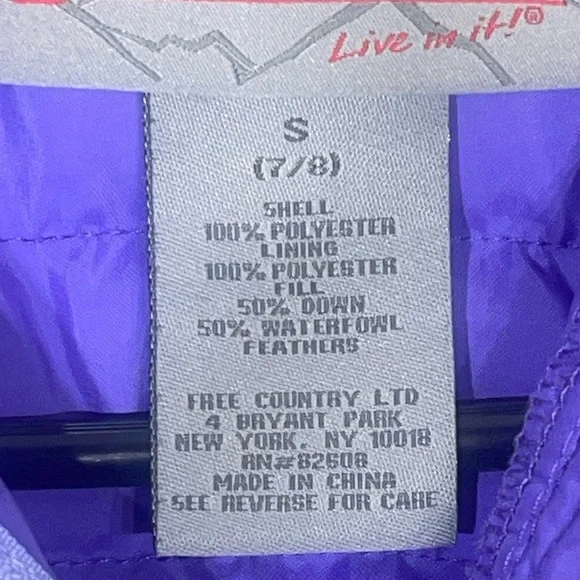 Live in it!®
S
(7/8)
SHELL
100% POLYESTER
LINING
100% POLYESTER
FILL
50% DOWN
50% WATERFOWL
FEATHERS
FREE COUNTRY LTD
4 BRYANT PARK
NEW YORK, NY 10018
RN#82608
MADE IN CHINA
SEE REVERSE FOR CARE